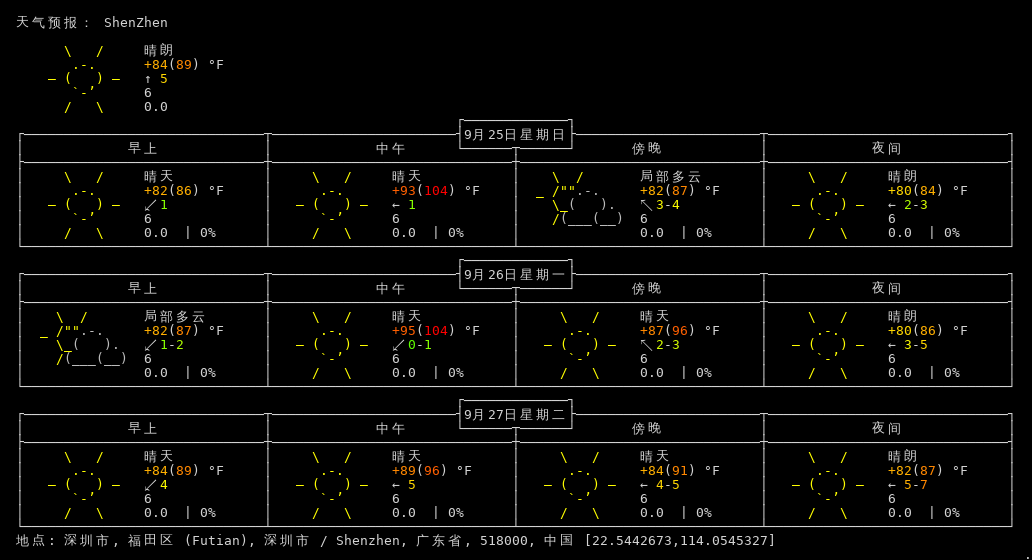 天气预报： ShenZhen
晴朗
+84(89) °F
↑ 5
6
0.0
9月25日星期日
早上 中午 傍晚 夜间
晴天 晴天 局部多云 晴朗
+82(86) °F +93(104) °F +82(87) °F +80(84) °F
↙ 1 ← 1 ↖ 3-4 ← 2-3
6 6 6 6
0.0 | 0% 0.0 | 0% 0.0 | 0% 0.0 | 0%
9月26日星期一
早上 中午 傍晚 夜间
局部多云 晴天 晴天 晴朗
+82(87) °F +95(104) °F +87(96) °F +80(86) °F
↙ 1-2 ↙ 0-1 ↖ 2-3 ← 3-5
6 6 6 6
0.0 | 0% 0.0 | 0% 0.0 | 0% 0.0 | 0%
9月27日星期二
早上 中午 傍晚 夜间
晴天 晴天 晴天 晴朗
+84(89) °F +89(96) °F +84(91) °F +82(87) °F
↙ 4 ← 5 ← 4-5 ← 5-7
6 6 6 6
0.0 | 0% 0.0 | 0% 0.0 | 0% 0.0 | 0%
地点: 深圳市, 福田区 (Futian), 深圳市 / Shenzhen, 广东省, 518000, 中国 [22.5442673,114.0545327]